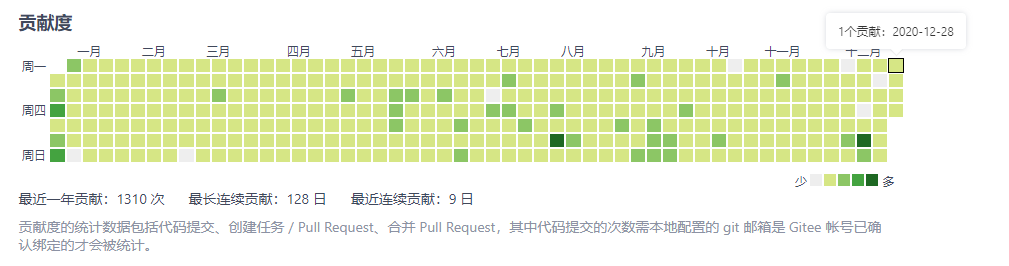 贡献度
1个贡献：2020-12-28
一月 二月 三月 四月 五月 六月 七月 八月 九月 十月 十一月 十二月
周一
周四
周日
少 多
最近一年贡献：1310 次 最长连续贡献：128 日 最近连续贡献：9 日
贡献度的统计数据包括代码提交、创建任务 / Pull Request、合并 Pull Request，其中代码提交的次数需本地配置的 git 邮箱是 Gitee 帐号已确
认绑定的才会被统计。